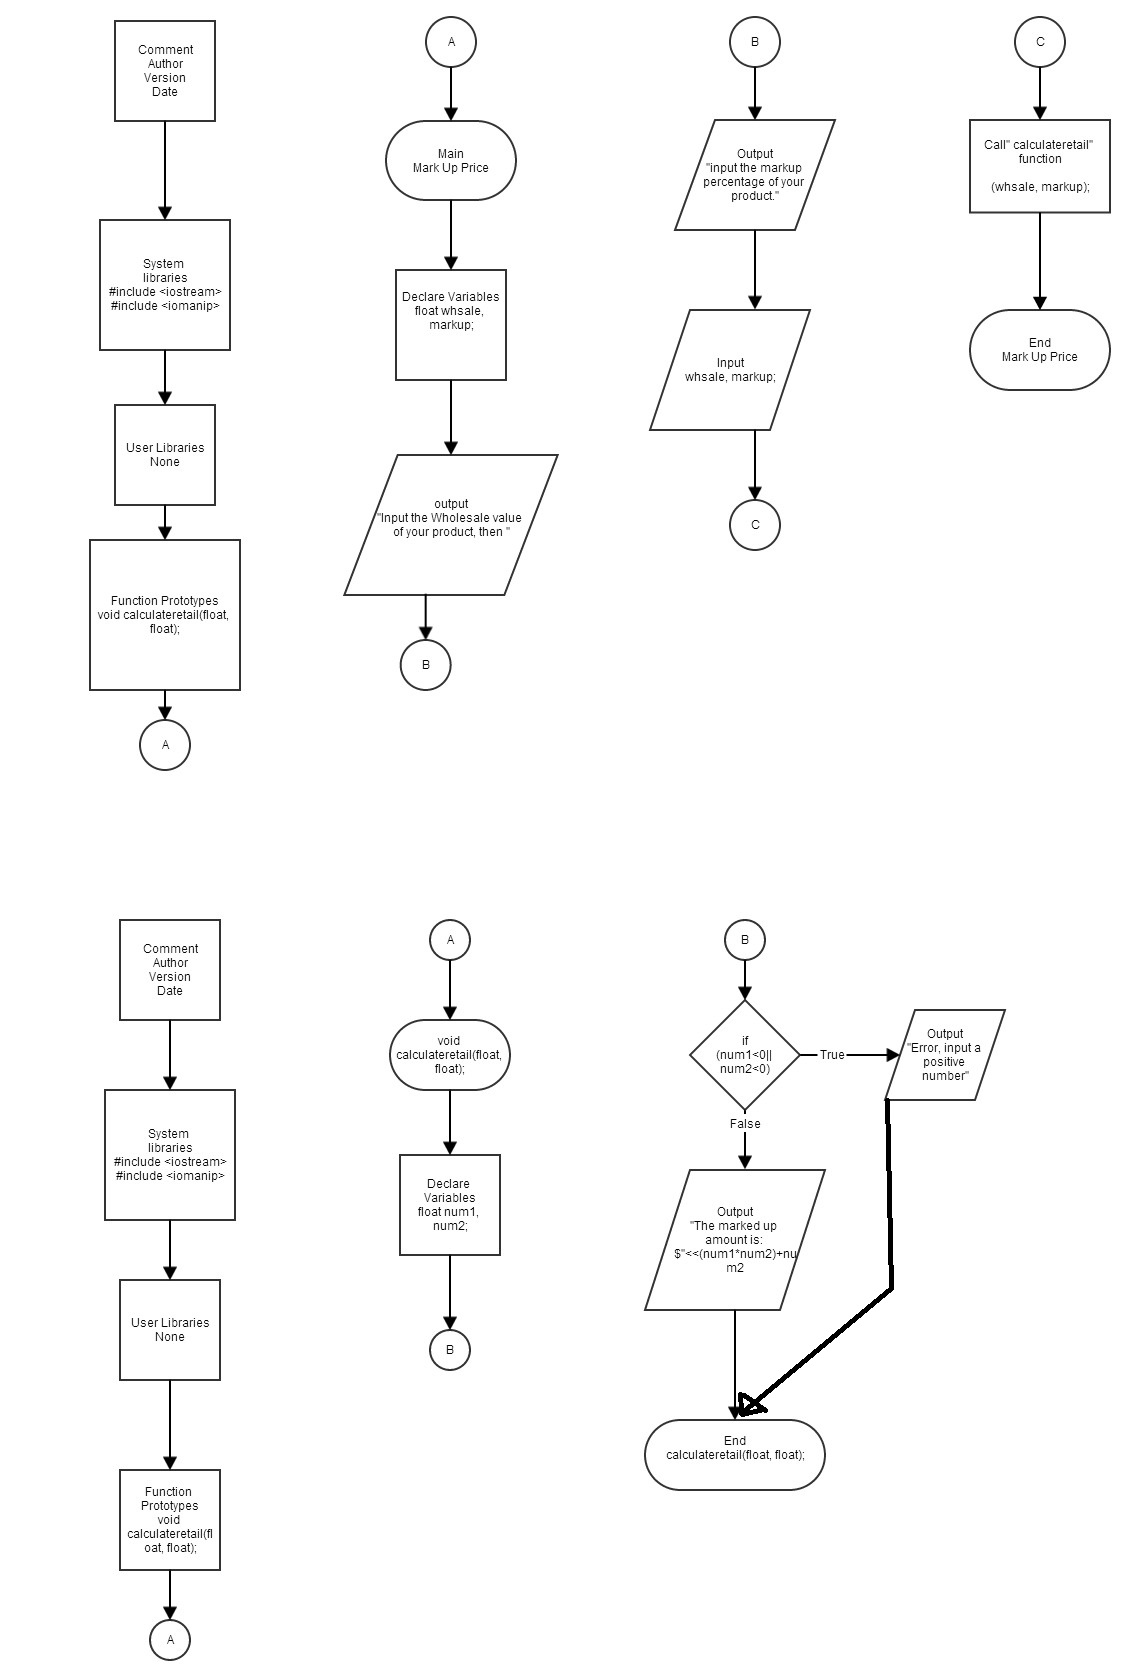 Comment
Author
Version
Date
System
libraries
#include <iostream>
#include <iomanip>
User Libraries
None
Function Prototypes
void calculateretail(float,
float);
A
A
Main
Mark Up Price
Declare Variables
float whsale,
markup;
output
"Input the Wholesale value
of your product, then "
B
B
Output
"input the markup
percentage of your
product."
Input
whsale, markup;
C
C
Call" calculateretail"
function
(whsale, markup);
End
Mark Up Price
Comment
Author
Version
Date
System
libraries
#include <iostream>
#include <iomanip>
User Libraries
None
Function
Prototypes
void
calculateretail(fl
oat, float);
A
A
void
calculateretail(float,
float);
Declare
Variables
float num1,
num2;
B
B
if
(num1<0||
num2<0)
True
Output
"Error, input a
positive
number"
False
Output
"The marked up
amount is:
$"<<(num1*num2)+nu
m2
End
calculateretail(float, float);